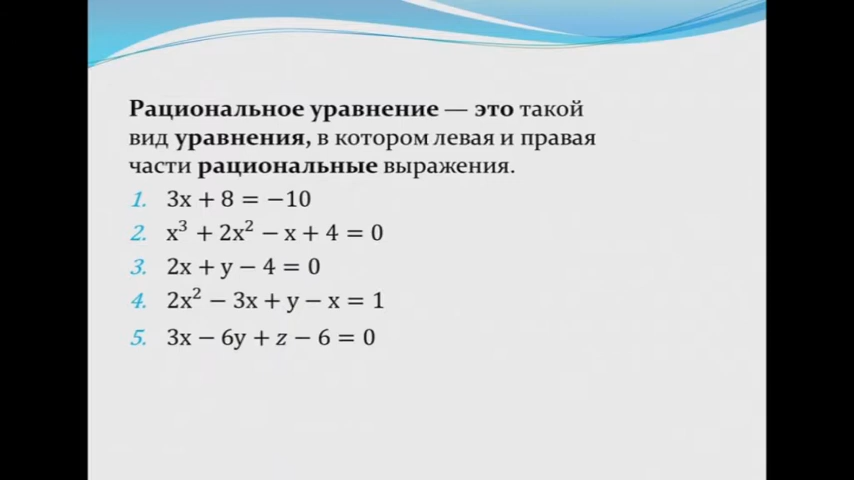 Рациональное уравнение — это такой
вид уравнения, в котором левая и правая
части рациональные выражения.
1. 3x + 8 = −10
2. x³ + 2x² − x + 4 = 0
3. 2x + y − 4 = 0
4. 2x² − 3x + y − x = 1
5. 3x − 6y + z − 6 = 0